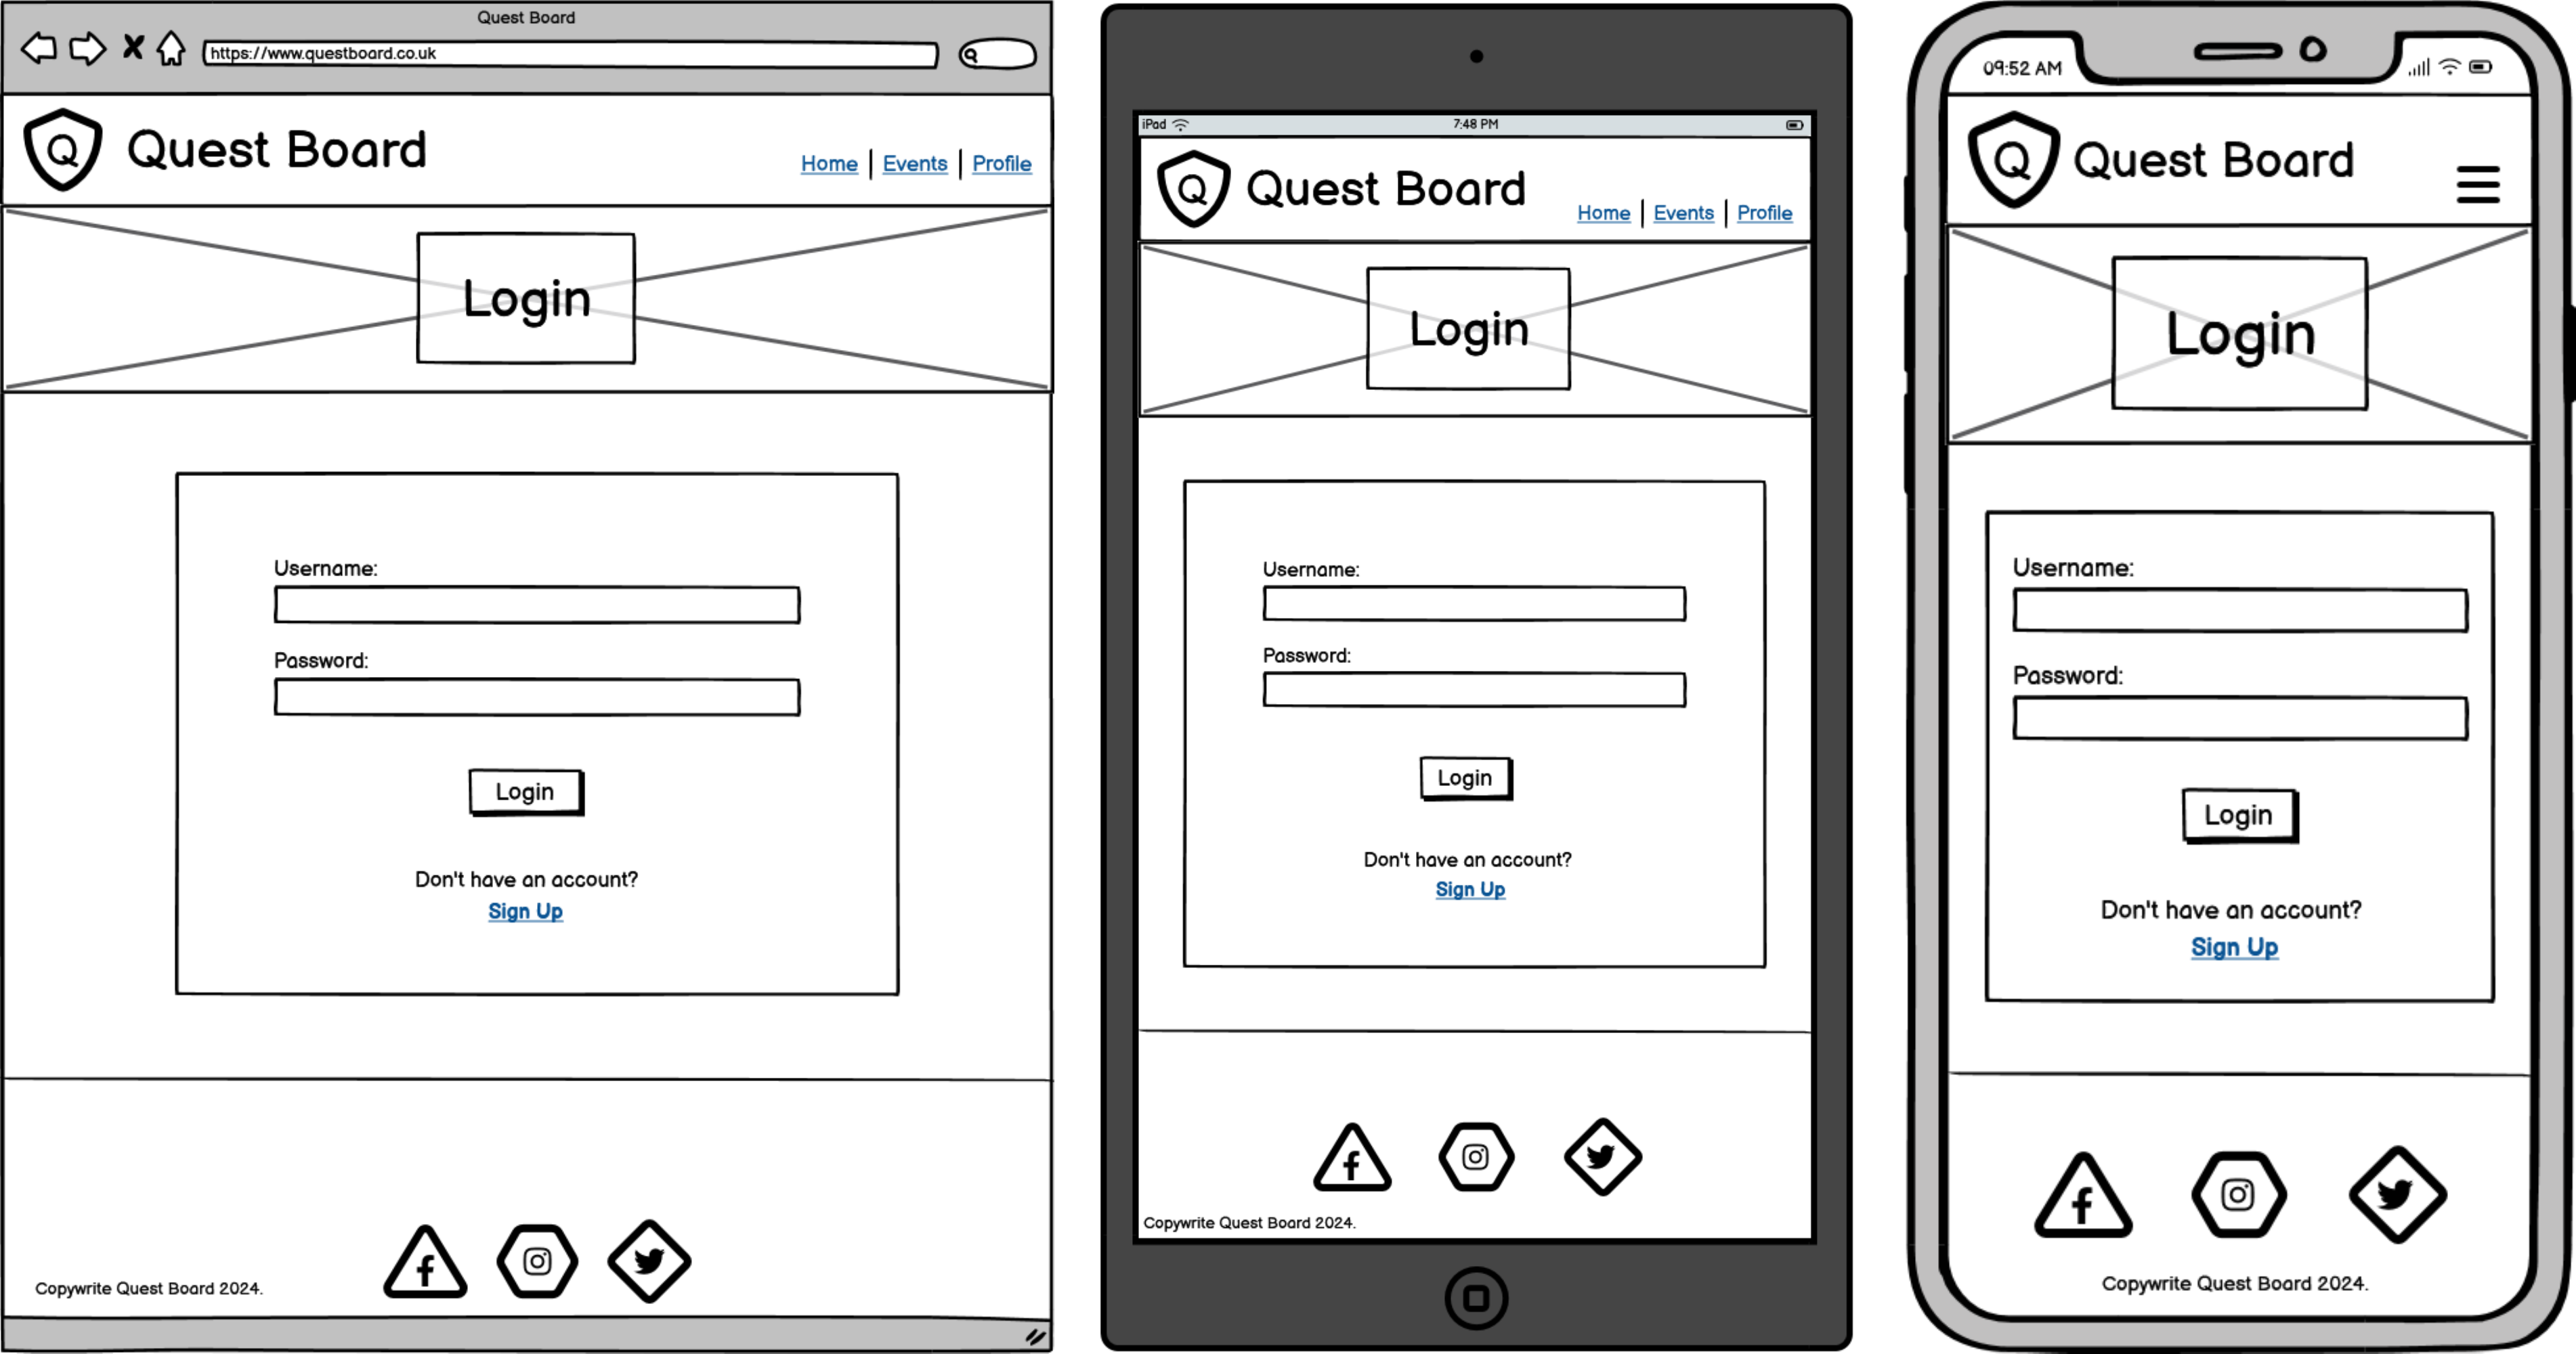 Quest Board
https://www.questboard.co.uk
Q
Quest Board
Home | Events | Profile
Login
Username:
Password:
Login
Don't have an account?
Sign Up
Copywrite Quest Board 2024.
iPad
7:48 PM
Q
Quest Board
Home | Events | Profile
Login
Username:
Password:
Login
Don't have an account?
Sign Up
Copywrite Quest Board 2024.
09:52 AM
Q
Quest Board
Login
Username:
Password:
Login
Don't have an account?
Sign Up
Copywrite Quest Board 2024.